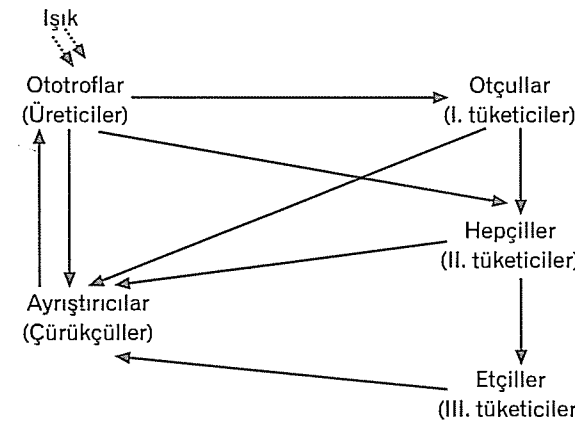 Işık
Ototroflar
(Üreticiler)
Otçullar
(I. tüketiciler)
Hepçiller
(II. tüketiciler)
Ayrıştırıcılar
(Çürükçüller)
Etçiller
(III. tüketiciler